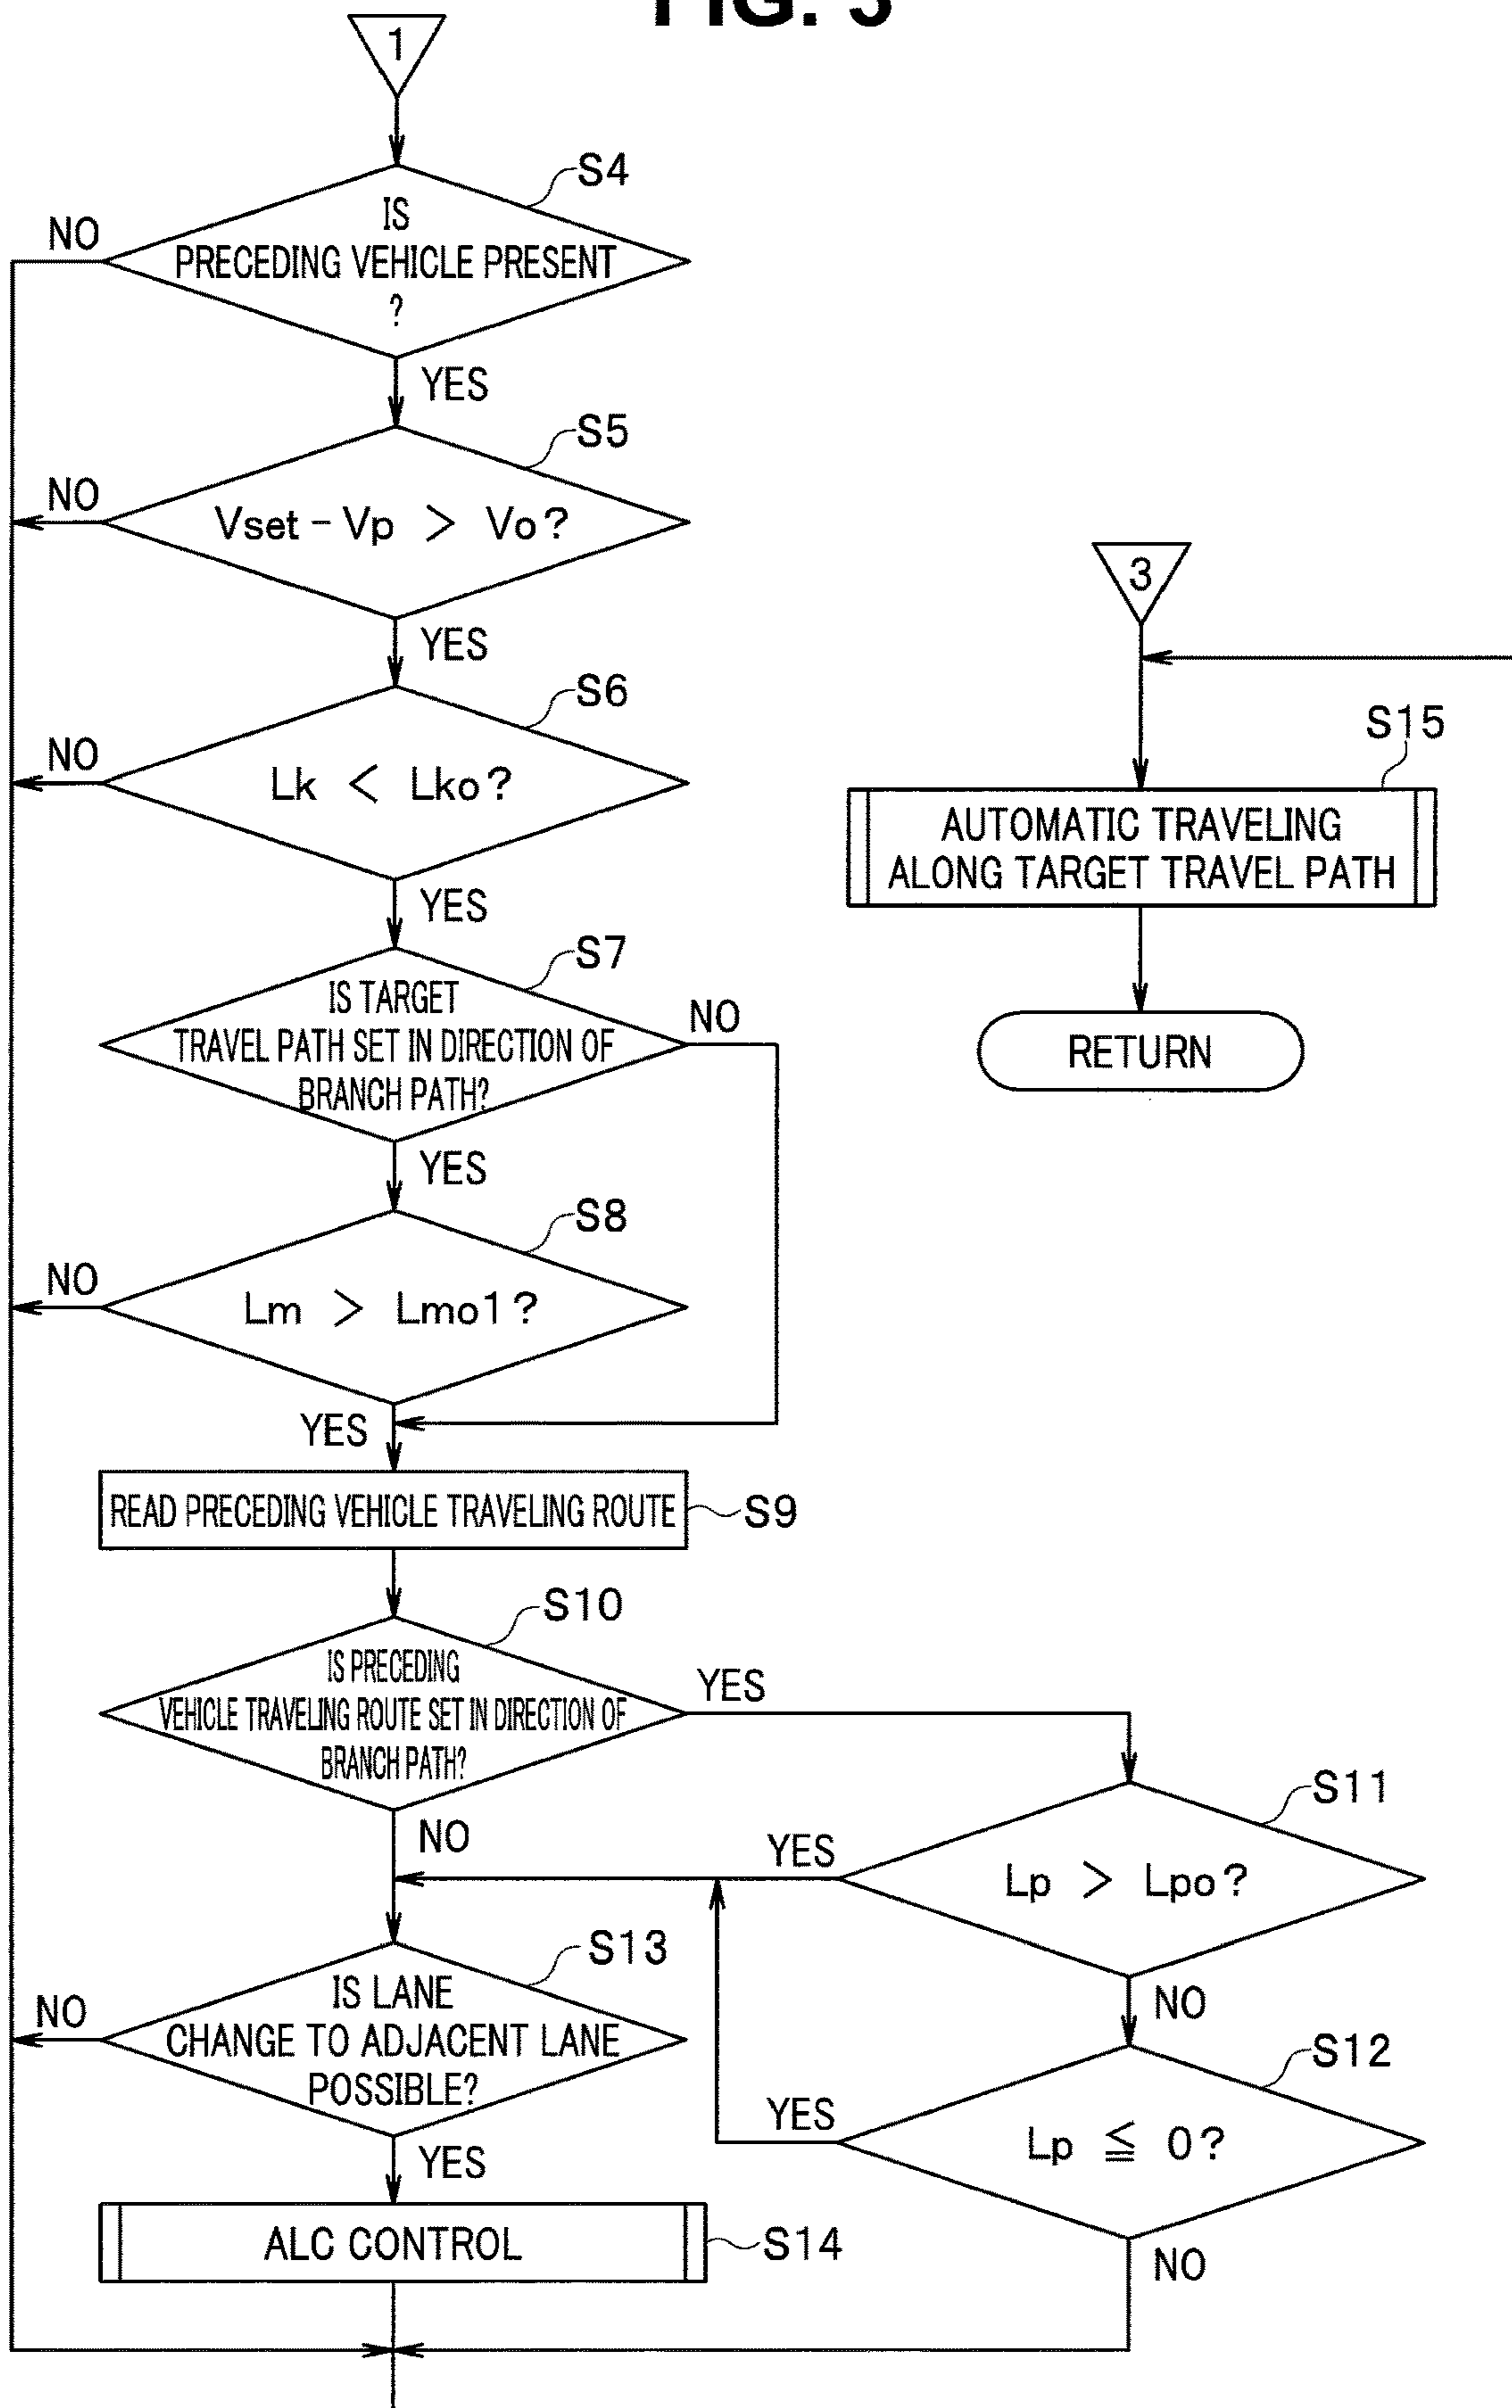 FIG. 3
1
S4
IS
PRECEDING VEHICLE PRESENT
?
NO
YES
S5
Vset - Vp > Vo?
NO
YES
S6
Lk < Lko?
NO
YES
S7
IS TARGET
TRAVEL PATH SET IN DIRECTION OF
BRANCH PATH?
NO
YES
S8
Lm > Lmo1?
NO
YES
READ PRECEDING VEHICLE TRAVELING ROUTE
S9
S10
IS PRECEDING
VEHICLE TRAVELING ROUTE SET IN DIRECTION OF
BRANCH PATH?
YES
NO
S11
Lp > Lpo?
YES
NO
S12
Lp ≦ 0?
YES
NO
S13
IS LANE
CHANGE TO ADJACENT LANE
POSSIBLE?
NO
YES
ALC CONTROL
S14
3
S15
AUTOMATIC TRAVELING
ALONG TARGET TRAVEL PATH
RETURN